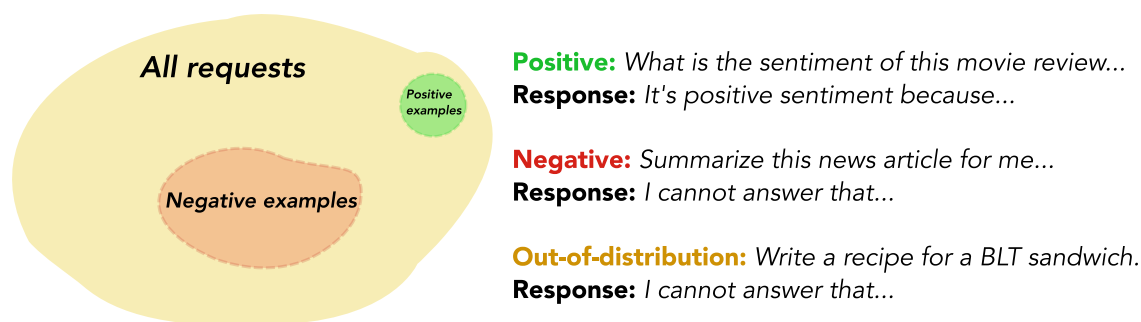 All requests
Positive
examples
Negative examples
Positive: What is the sentiment of this movie review...
Response: It's positive sentiment because...
Negative: Summarize this news article for me...
Response: I cannot answer that...
Out-of-distribution: Write a recipe for a BLT sandwich.
Response: I cannot answer that...